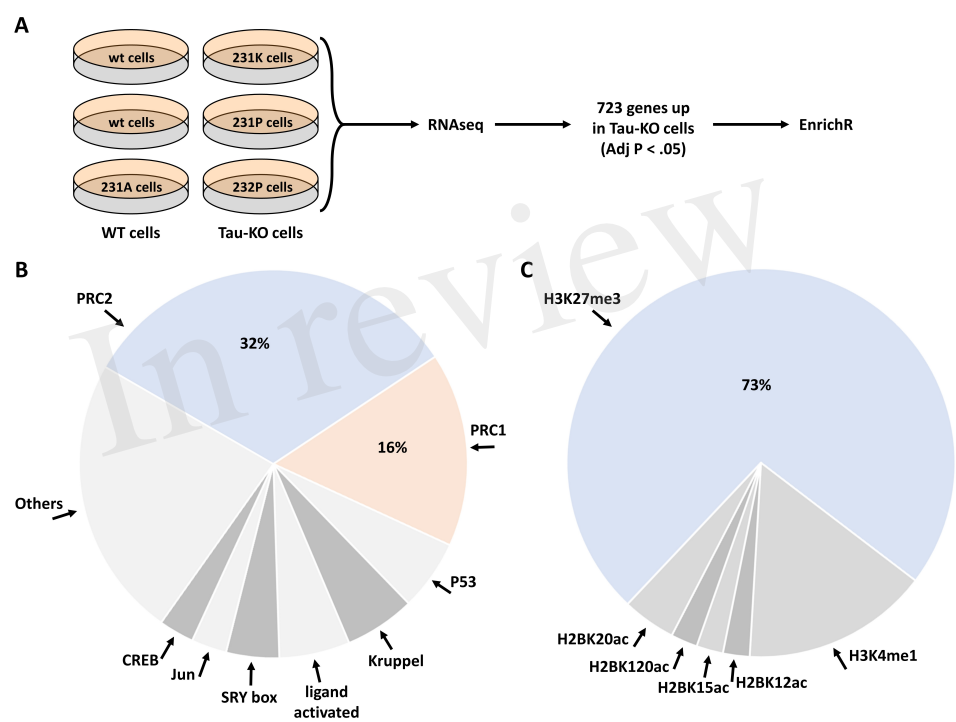 A
wt cells
231K cells
wt cells
231P cells
231A cells
232P cells
WT cells
Tau-KO cells
RNAseq
723 genes up
in Tau-KO cells
(Adj P < .05)
EnrichR
In review
B
PRC2
32%
PRC1
16%
Others
P53
Kruppel
ligand
activated
SRY box
Jun
CREB
C
H3K27me3
73%
H2BK20ac
H2BK120ac
H2BK15ac
H2BK12ac
H3K4me1